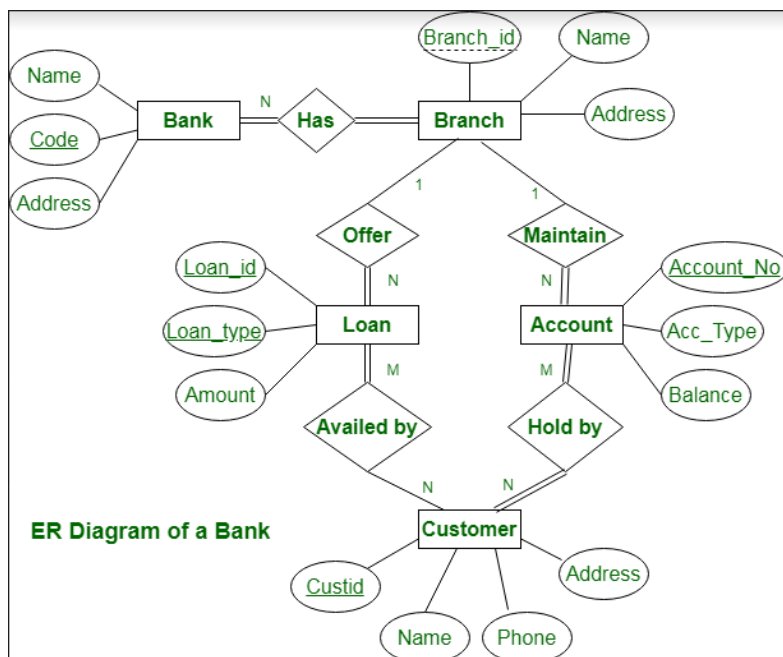 Branch_id
Name
Name
N
Bank
Has
Branch
Address
Code
Address
1
1
Offer
Maintain
Loan_id
N
N
Account_No
Loan_type
Loan
Account
Acc_Type
M
M
Amount
Balance
Availed by
Hold by
N
N
ER Diagram of a Bank
Customer
Custid
Address
Name
Phone